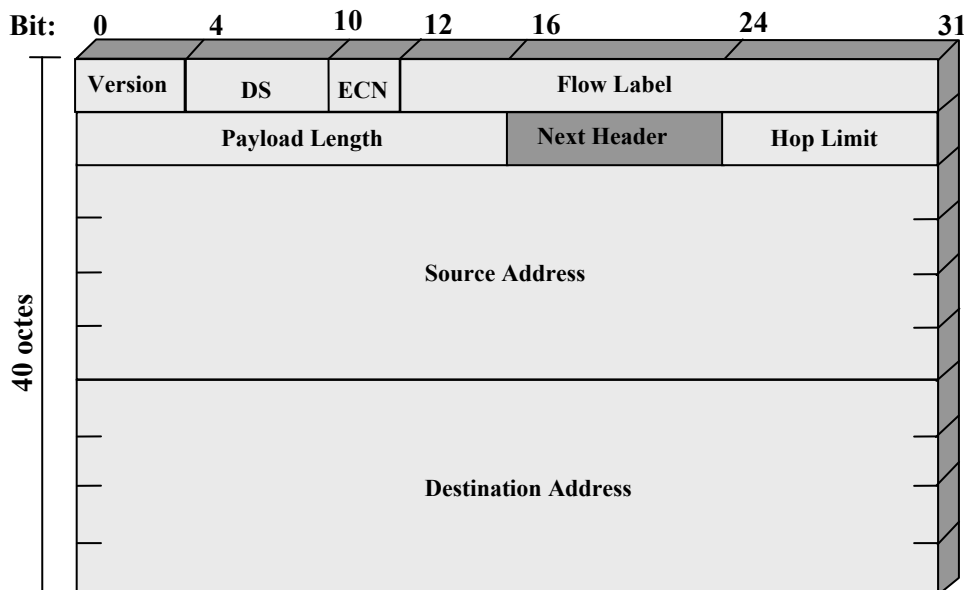 Bit: 0 4 10 12 16 24 31
Version DS ECN Flow Label
Payload Length Next Header Hop Limit
Source Address
40 octes
Destination Address